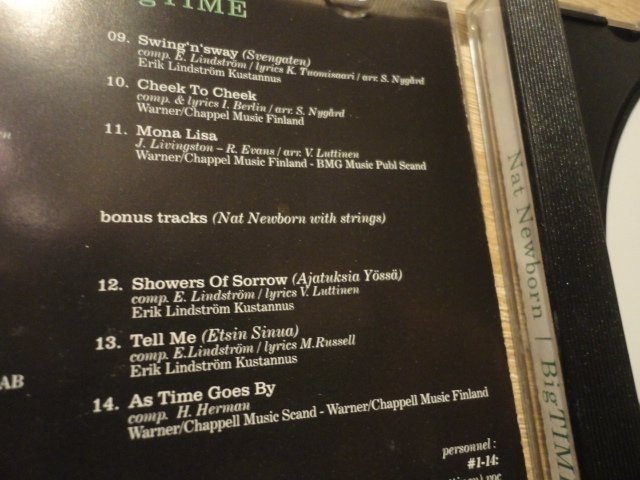 gTIME
09. Swing'n'sway (Svengaten)
comp. E. Lindström / lyrics K. Tuomisaari / arr. S. Nygård
Erik Lindström Kustannus
10. Cheek To Cheek
comp. & lyrics I. Berlin / arr. S. Nygård
Warner/Chappel Music Finland
11. Mona Lisa
J. Livingston – R. Evans / arr. V. Luttinen
Warner/Chappel Music Finland - BMG Music Publ Scand
bonus tracks (Nat Newborn with strings)
12. Showers Of Sorrow (Ajatuksia Yössä)
comp. E. Lindström / lyrics V. Luttinen
Erik Lindström Kustannus
13. Tell Me (Etsin Sinua)
comp. E.Lindström / lyrics M.Russell
Erik Lindström Kustannus
14. As Time Goes By
comp. H. Herman
Warner/Chappell Music Scand - Warner/Chappell Music Finland
personnel :
#1-14:
AB
Nat Newborn | BigTIME